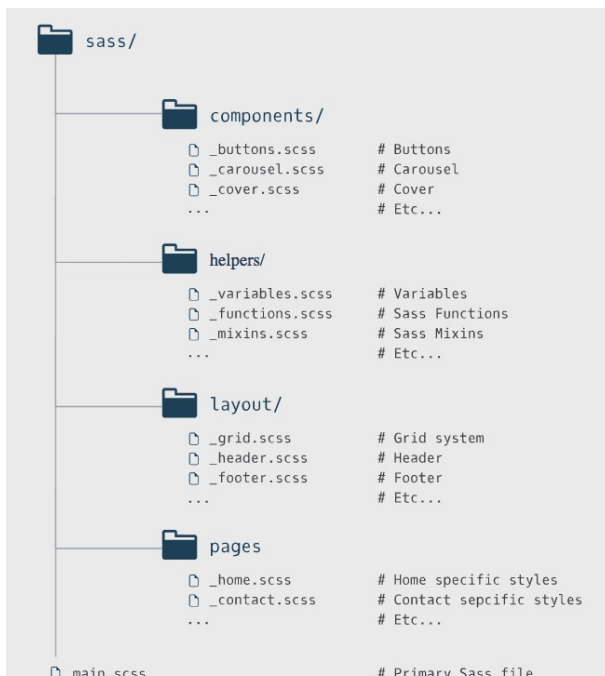 sass/
components/
_buttons.scss # Buttons
_carousel.scss # Carousel
_cover.scss # Cover
... # Etc...
helpers/
_variables.scss # Variables
_functions.scss # Sass Functions
_mixins.scss # Sass Mixins
... # Etc...
layout/
_grid.scss # Grid system
_header.scss # Header
_footer.scss # Footer
... # Etc...
pages
_home.scss # Home specific styles
_contact.scss # Contact sepcific styles
... # Etc...
main.scss # Primary Sass file